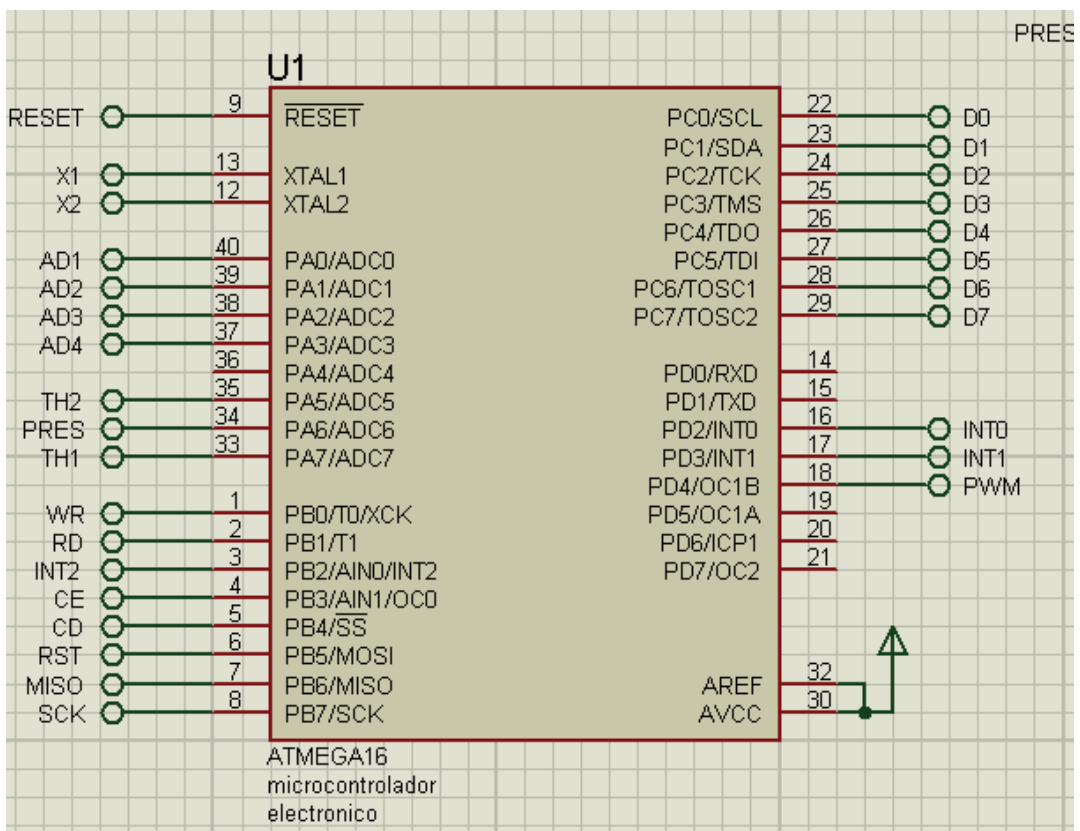 PRES
U1
RESET 9 RESET PC0/SCL 22 D0
PC1/SDA 23 D1
X1 13 XTAL1 PC2/TCK 24 D2
X2 12 XTAL2 PC3/TMS 25 D3
PC4/TDO 26 D4
AD1 40 PA0/ADC0 PC5/TDI 27 D5
AD2 39 PA1/ADC1 PC6/TOSC1 28 D6
AD3 38 PA2/ADC2 PC7/TOSC2 29 D7
AD4 37 PA3/ADC3
36 PA4/ADC4 PD0/RXD 14
TH2 35 PA5/ADC5 PD1/TXD 15
PRES 34 PA6/ADC6 PD2/INT0 16 INT0
TH1 33 PA7/ADC7 PD3/INT1 17 INT1
PD4/OC1B 18 PWM
WR 1 PB0/T0/XCK PD5/OC1A 19
RD 2 PB1/T1 PD6/ICP1 20
INT2 3 PB2/AIN0/INT2 PD7/OC2 21
CE 4 PB3/AIN1/OC0
CD 5 PB4/SS
RST 6 PB5/MOSI
MISO 7 PB6/MISO AREF 32
SCK 8 PB7/SCK AVCC 30
ATMEGA16
microcontrolador
electronico